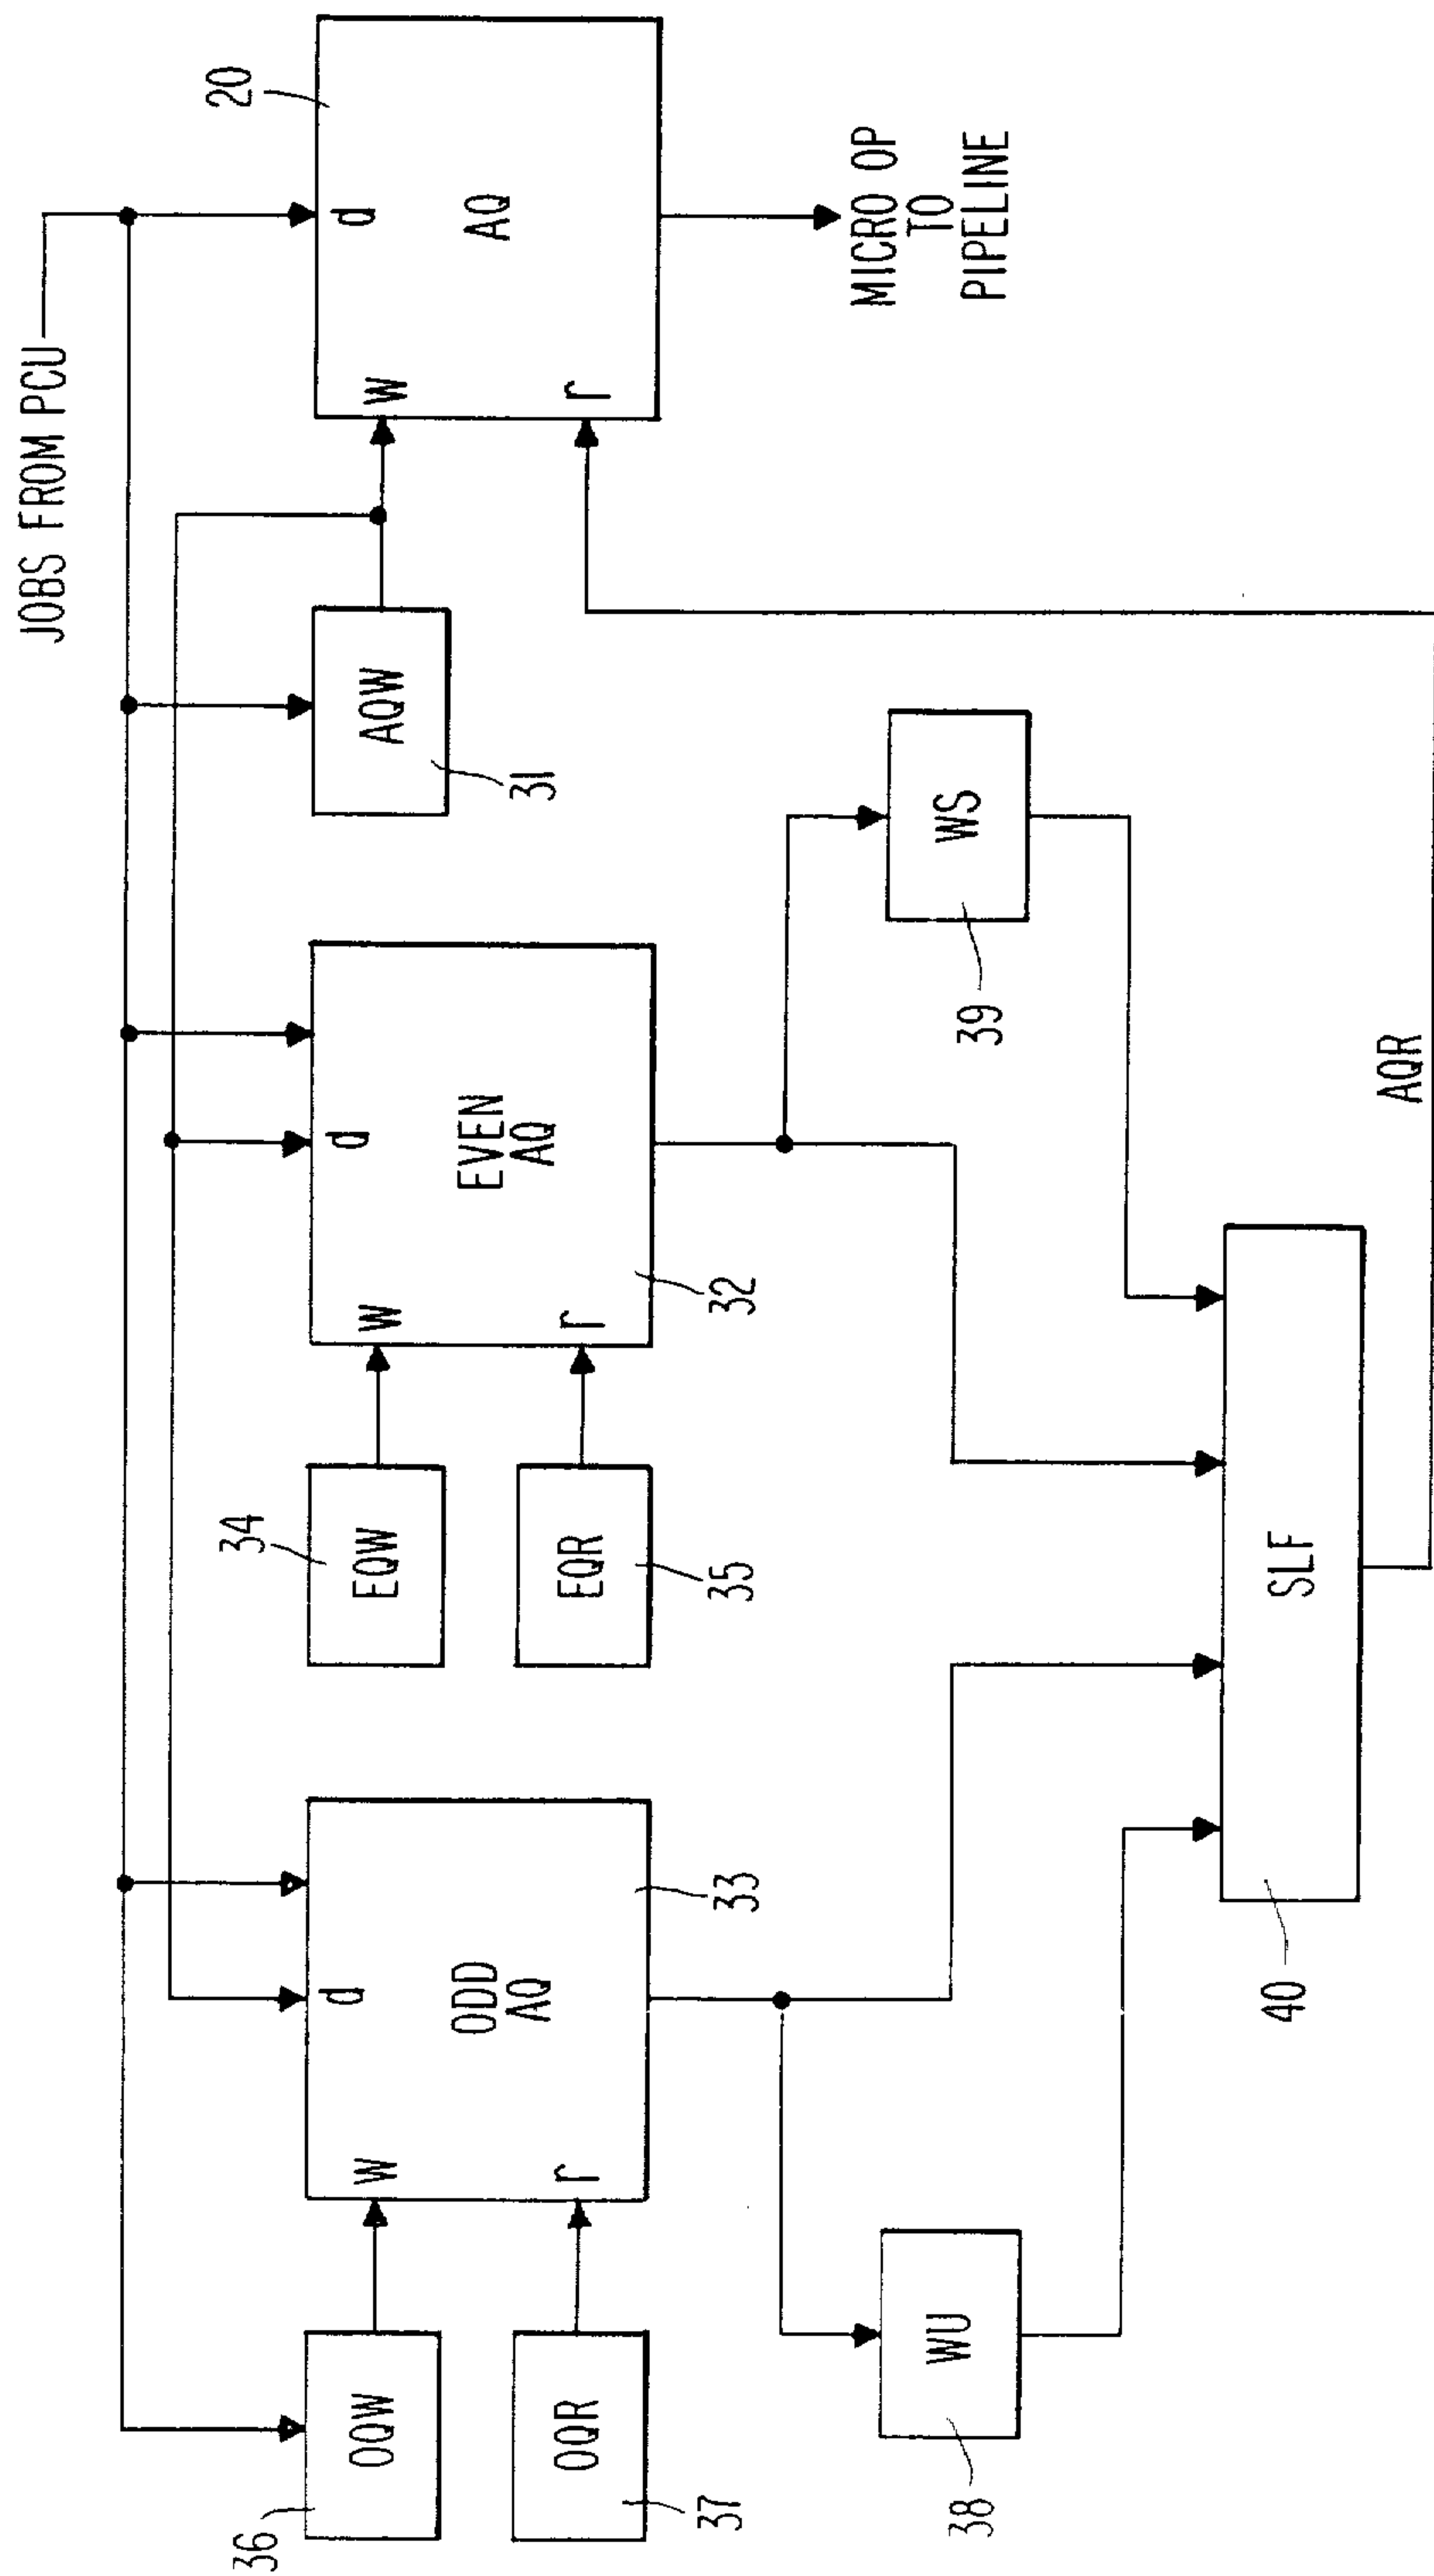 JOBS FROM PCU
20
d
AQ
W
r
MICRO OP
TO
PIPELINE
AQW
31
EVEN
AQ
d
W
r
32
EQW
34
EQR
35
ODD
AQ
d
W
r
33
OQW
36
OQR
37
WS
39
WU
38
SLF
40
AQR